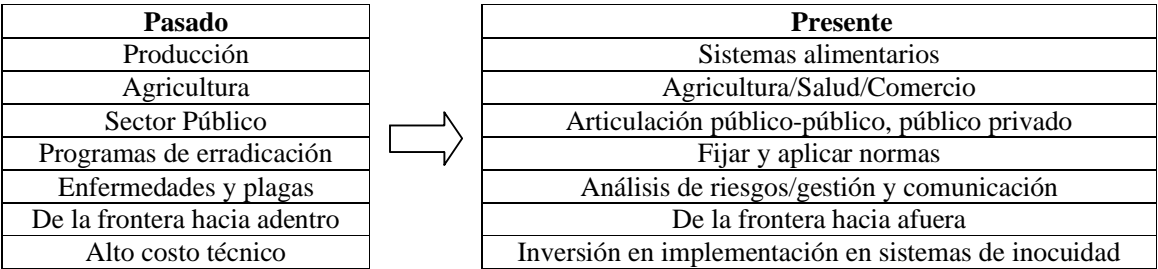 Pasado
Producción
Agricultura
Sector Público
Programas de erradicación
Enfermedades y plagas
De la frontera hacia adentro
Alto costo técnico
Presente
Sistemas alimentarios
Agricultura/Salud/Comercio
Articulación público-público, público privado
Fijar y aplicar normas
Análisis de riesgos/gestión y comunicación
De la frontera hacia afuera
Inversión en implementación en sistemas de inocuidad